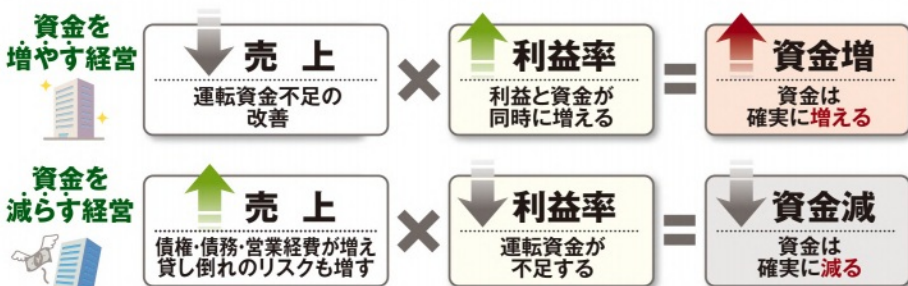 資金を
増やす経営
売上
運転資金不足の
改善
×
利益率
利益と資金が
同時に増える
=
資金増
資金は
確実に増える
資金を
減らす経営
売上
債権・債務・営業経費が増え
貸し倒れのリスクも増す
×
利益率
運転資金が
不足する
=
資金減
資金は
確実に減る